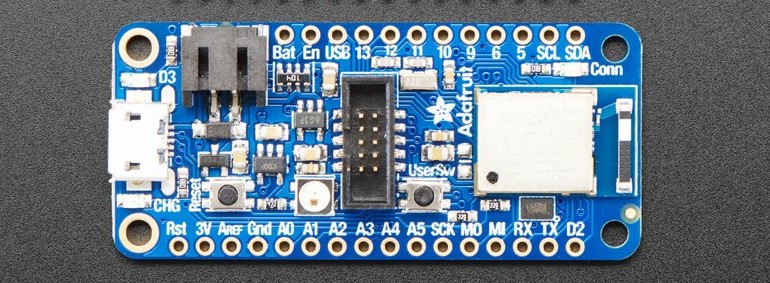 Bat En USB 13 12 11 10 9 6 5 SCL SDA
D3
Conn
104
Adafruit
AG3P
UserSw
Reset
CHG
Rst 3V AREF Gnd A0 A1 A2 A3 A4 A5 SCK MO MI RX TX D2